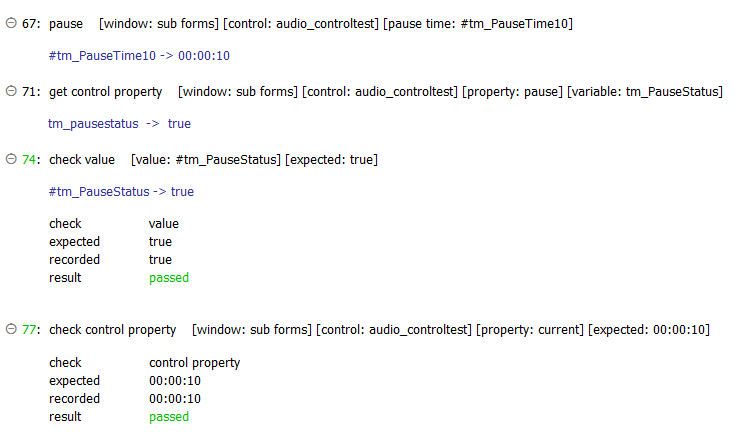 67: pause [window: sub forms] [control: audio_controltest] [pause time: #tm_PauseTime10]
#tm_PauseTime10 -> 00:00:10
71: get control property [window: sub forms] [control: audio_controltest] [property: pause] [variable: tm_PauseStatus]
tm_pausestatus -> true
74: check value [value: #tm_PauseStatus] [expected: true]
#tm_PauseStatus -> true
check value
expected true
recorded true
result passed
77: check control property [window: sub forms] [control: audio_controltest] [property: current] [expected: 00:00:10]
check control property
expected 00:00:10
recorded 00:00:10
result passed